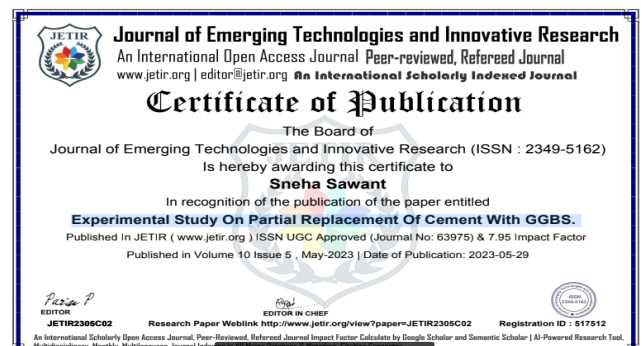 JETIR
Journal of Emerging Technologies and Innovative Research
An International Open Access Journal Peer-reviewed, Refereed Journal
www.jetir.org | editor@jetir.org An International Scholarly Indexed Journal
Certificate of Publication
The Board of
Journal of Emerging Technologies and Innovative Research (ISSN : 2349-5162)
Is hereby awarding this certificate to
Sneha Sawant
In recognition of the publication of the paper entitled
Experimental Study On Partial Replacement Of Cement With GGBS.
Published In JETIR ( www.jetir.org ) ISSN UGC Approved (Journal No: 63975) & 7.95 Impact Factor
Published in Volume 10 Issue 5 , May-2023 | Date of Publication: 2023-05-29
EDITOR
EDITOR IN CHIEF
ISSN
2349-5162
JETIR2305C02 Research Paper Weblink http://www.jetir.org/view?paper=JETIR2305C02 Registration ID : 517512
An International Scholarly Open Access Journal, Peer-Reviewed, Refereed Journal Impact Factor Calculate by Google Scholar and Semantic Scholar | AI-Powered Research Tool,